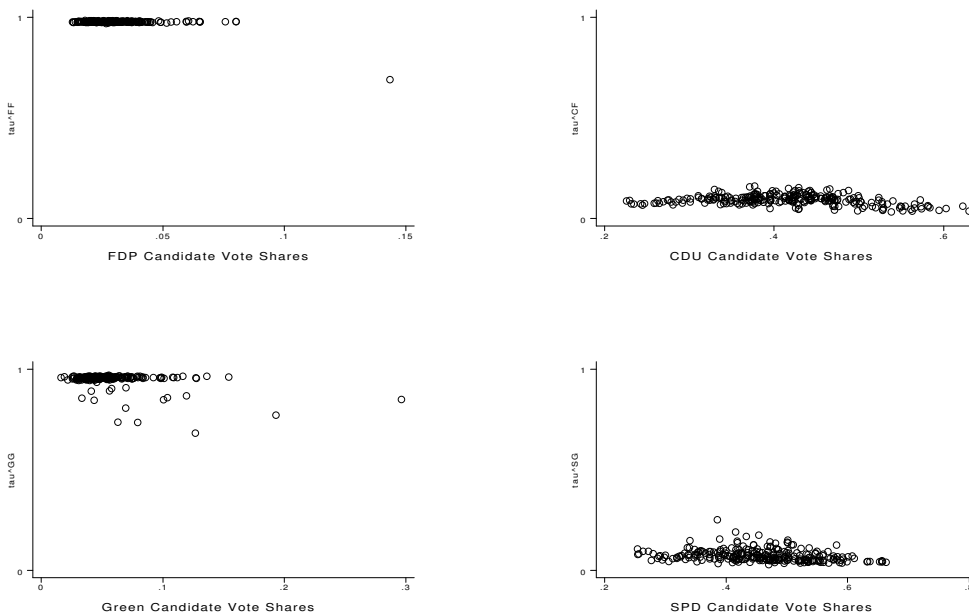 1
tau^FF
0
0
.05
.1
.15
FDP Candidate Vote Shares
1
tau^CF
0
.2
.4
.6
CDU Candidate Vote Shares
1
tau^GG
0
0
.1
.2
.3
Green Candidate Vote Shares
1
tau^SG
0
.2
.4
.6
.8
SPD Candidate Vote Shares